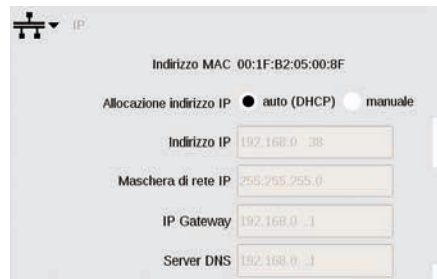 IP
Indirizzo MAC 00:1F:B2:05:00:8F
Allocazione indirizzo IP auto (DHCP) manuale
Indirizzo IP 192.168.0 .38
Maschera di rete IP 255.255.255.0
IP Gateway 192.168.0 .1
Server DNS 192.168.0 .1